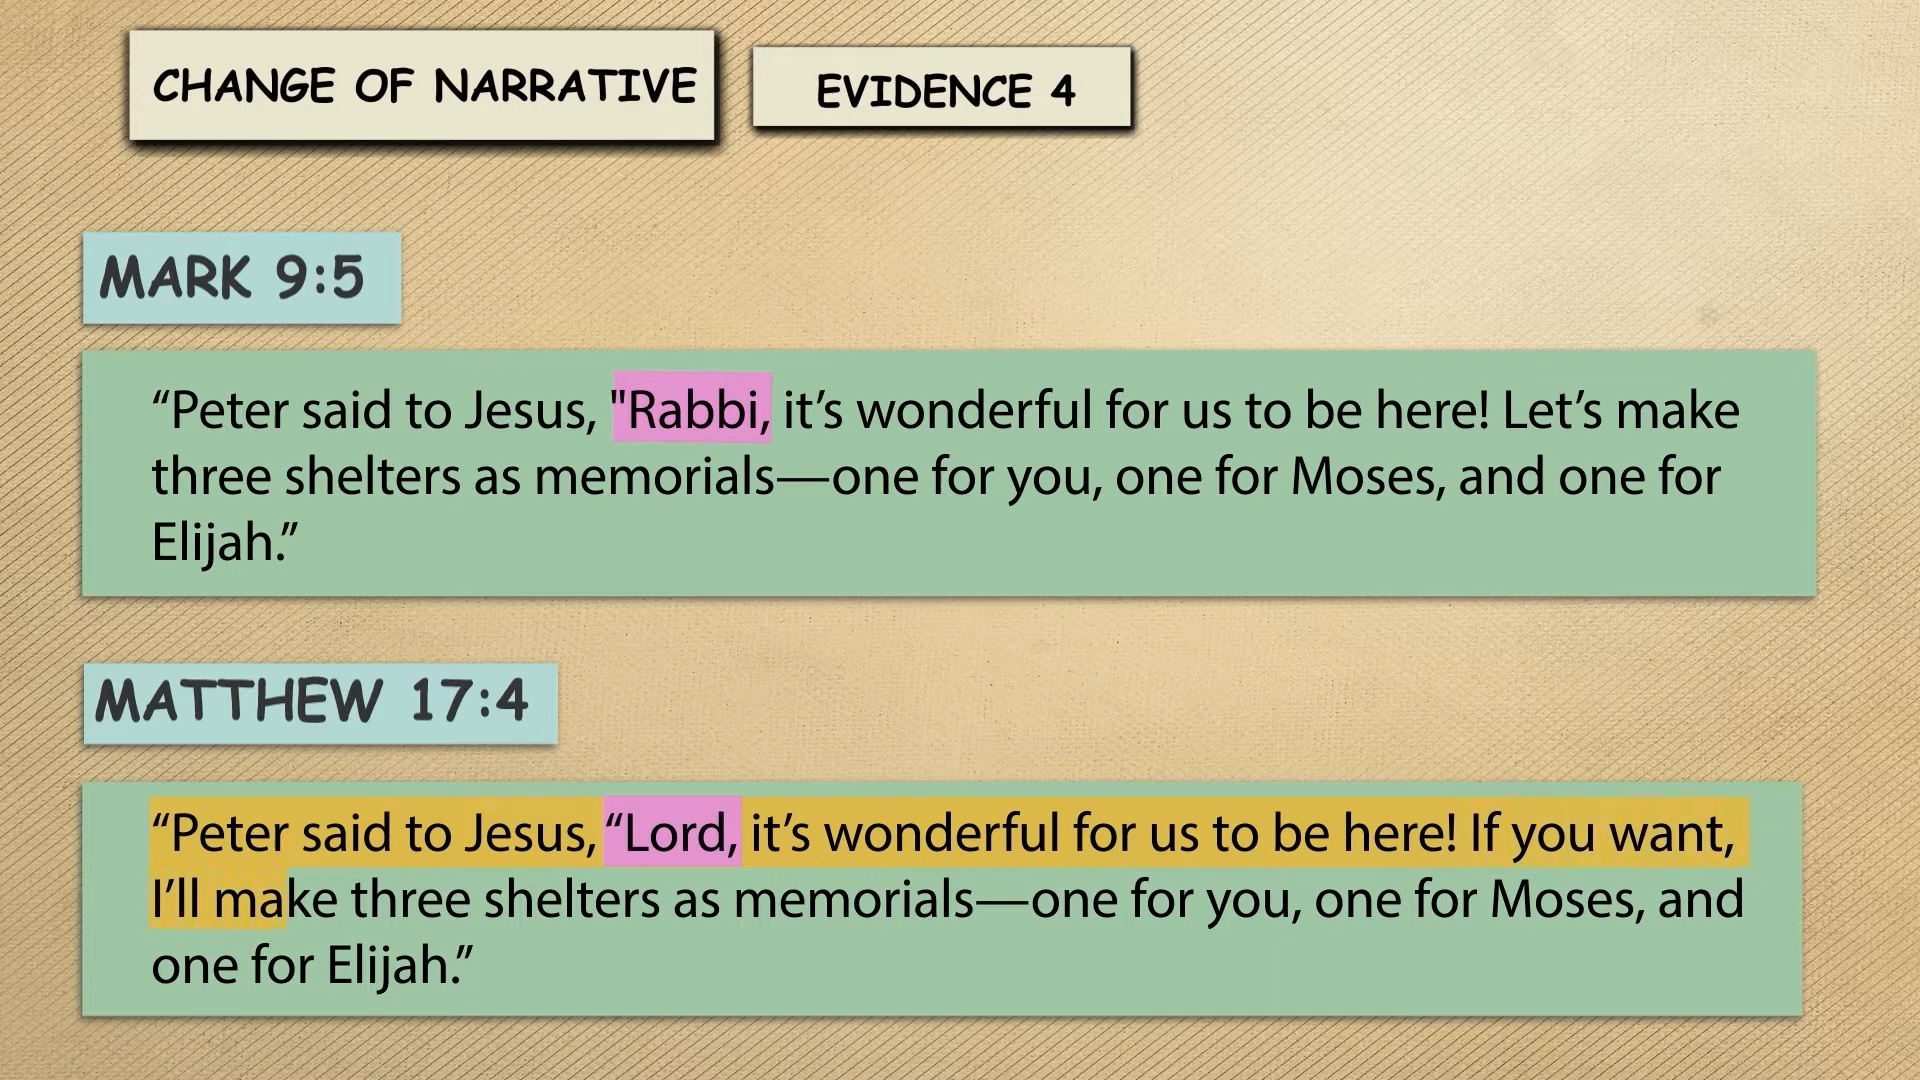 CHANGE OF NARRATIVE
EVIDENCE 4
MARK 9:5
“Peter said to Jesus, "Rabbi, it’s wonderful for us to be here! Let’s make
three shelters as memorials—one for you, one for Moses, and one for
Elijah.”
MATTHEW 17:4
“Peter said to Jesus, “Lord, it’s wonderful for us to be here! If you want,
I’ll make three shelters as memorials—one for you, one for Moses, and
one for Elijah.”